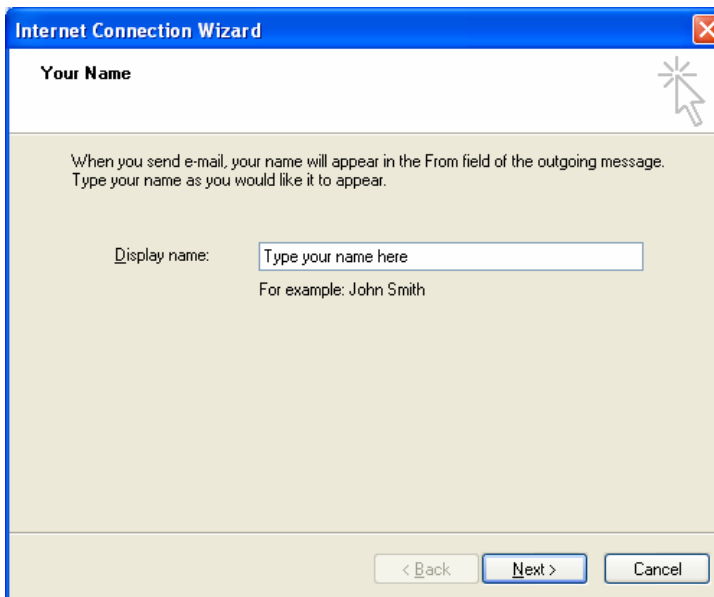 Internet Connection Wizard
Your Name
When you send e-mail, your name will appear in the From field of the outgoing message.
Type your name as you would like it to appear.
Display name: Type your name here
For example: John Smith
< Back Next > Cancel